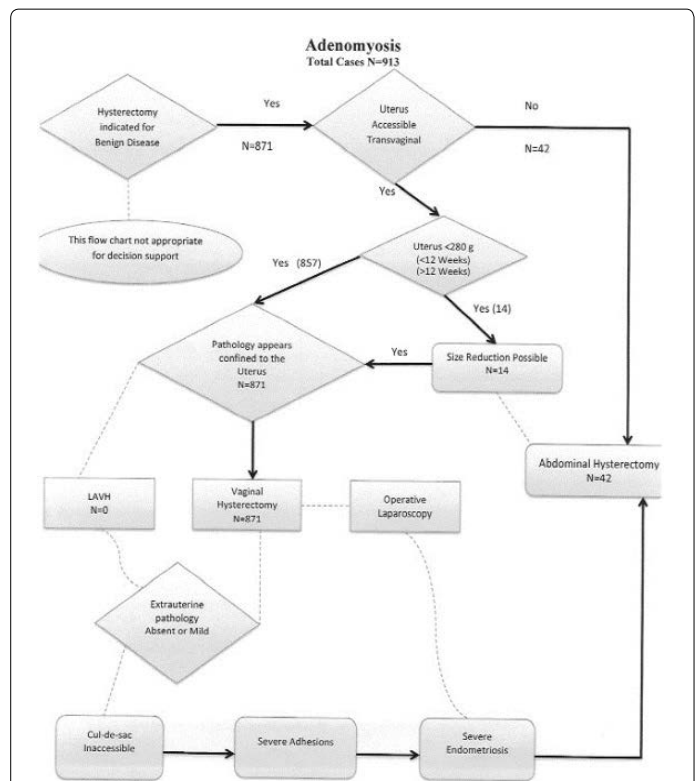 Adenomyosis
Total Cases N=913
Hysterectomy
indicated for
Benign Disease
Yes
N=871
Uterus
Accessible
Transvaginal
No
N=42
Yes
This flow chart not appropriate
for decision support
Uterus <280 g
(<12 Weeks)
(>12 Weeks)
Yes (857)
Yes (14)
Pathology appears
confined to the
Uterus
N=871
Yes
Size Reduction Possible
N=14
Abdominal Hysterectomy
N=42
LAVH
N=0
Vaginal
Hysterectomy
N=871
Operative
Laparoscopy
Extrauterine
pathology
Absent or Mild
Cul-de-sac
Inaccessible
Severe Adhesions
Severe
Endometriosis